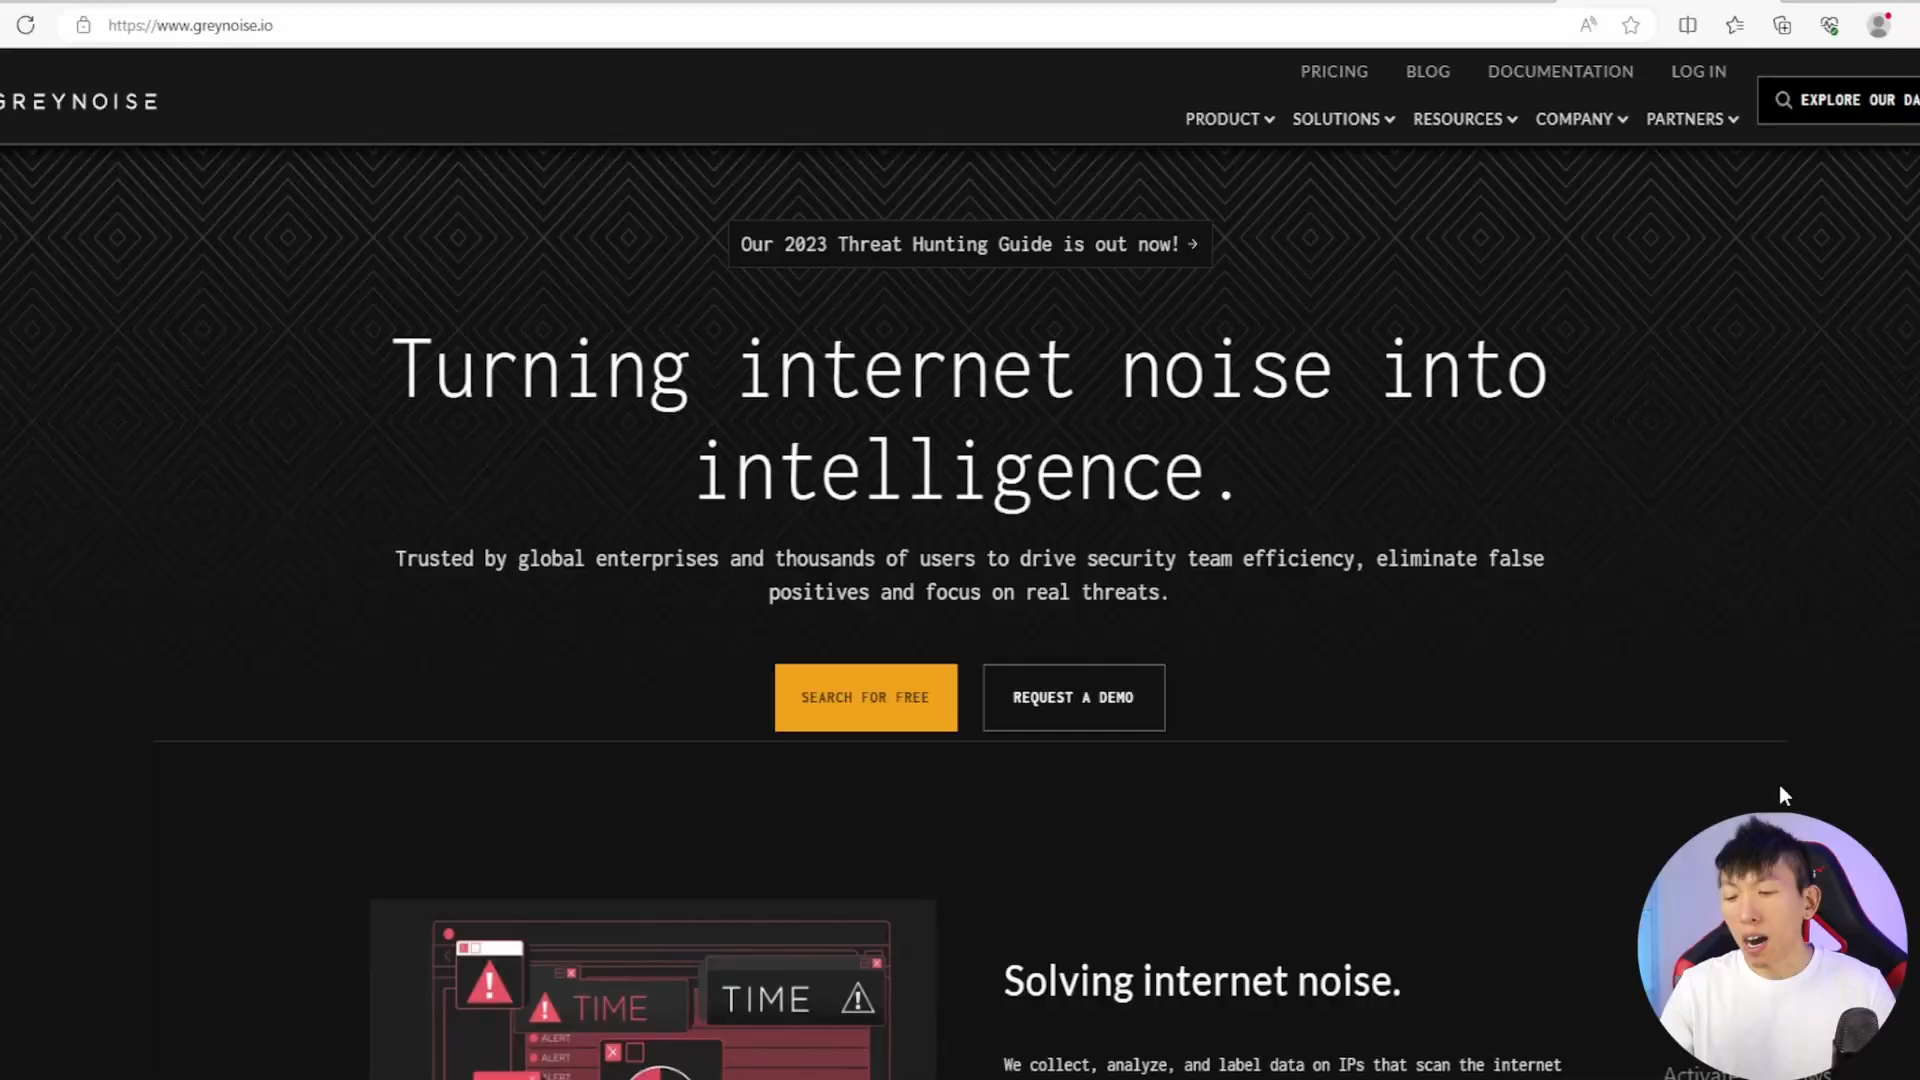 https://www.greynoise.io
PRICING BLOG DOCUMENTATION LOG IN
GREYNOISE
EXPLORE OUR DA
PRODUCT SOLUTIONS RESOURCES COMPANY PARTNERS
Our 2023 Threat Hunting Guide is out now! →
Turning internet noise into
intelligence.
Trusted by global enterprises and thousands of users to drive security team efficiency, eliminate false
positives and focus on real threats.
SEARCH FOR FREE
REQUEST A DEMO
TIME
TIME
ALERT
ALERT
ALERT
Solving internet noise.
We collect, analyze, and label data on IPs that scan the internet